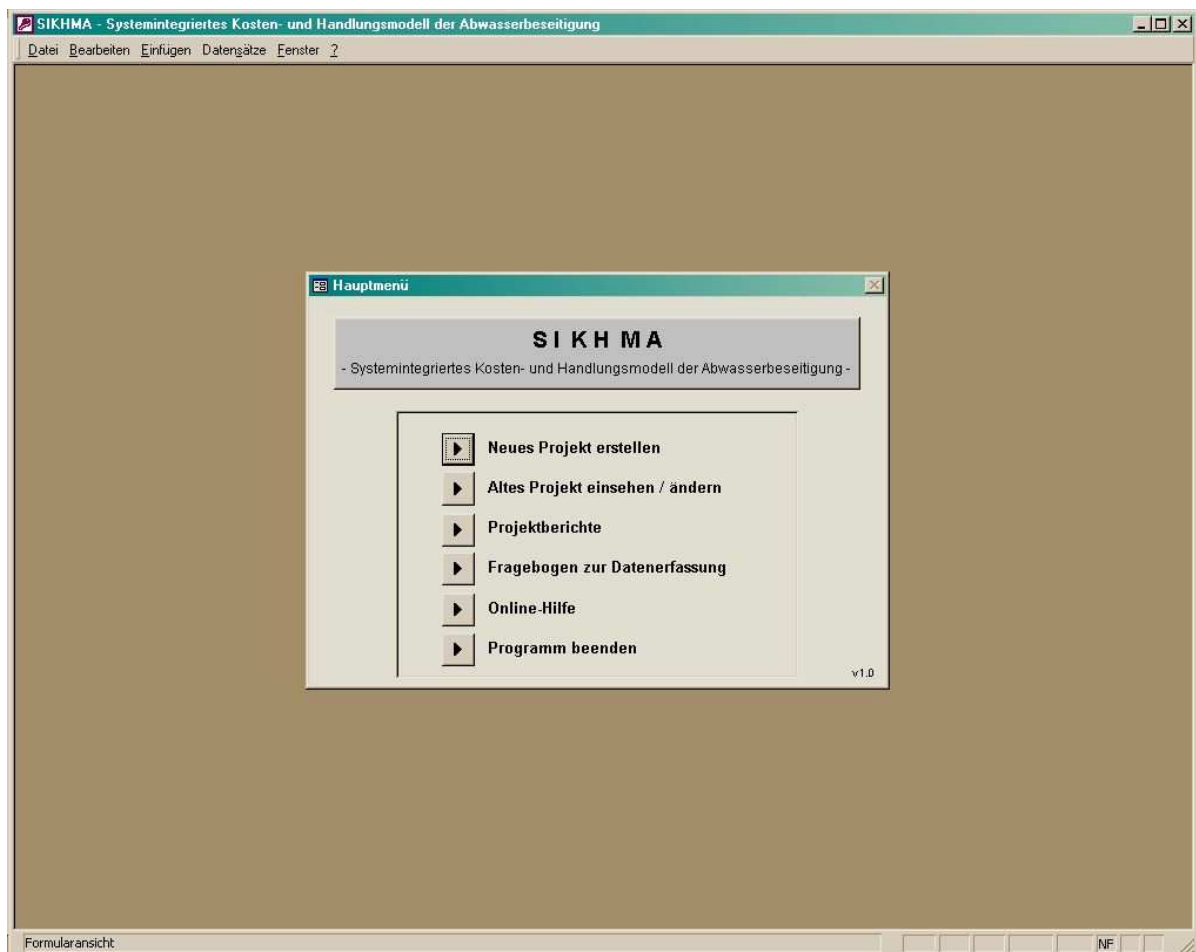 SIKHMA - Systemintegriertes Kosten- und Handlungsmodell der Abwasserbeseitigung
Datei Bearbeiten Einfügen Datensätze Fenster ?
Hauptmenü
S I K H M A
- Systemintegriertes Kosten- und Handlungsmodell der Abwasserbeseitigung -
Neues Projekt erstellen
Altes Projekt einsehen / ändern
Projektberichte
Fragebogen zur Datenerfassung
Online-Hilfe
Programm beenden
v1.0
Formularansicht NF